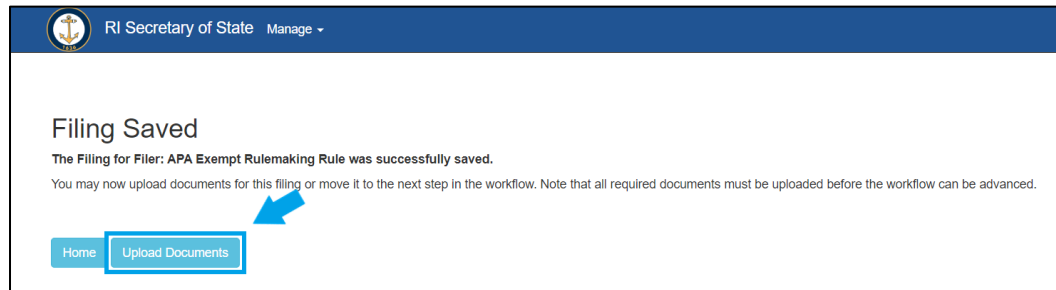 RI Secretary of State Manage
Filing Saved
The Filing for Filer: APA Exempt Rulemaking Rule was successfully saved.
You may now upload documents for this filing or move it to the next step in the workflow. Note that all required documents must be uploaded before the workflow can be advanced.
Home Upload Documents